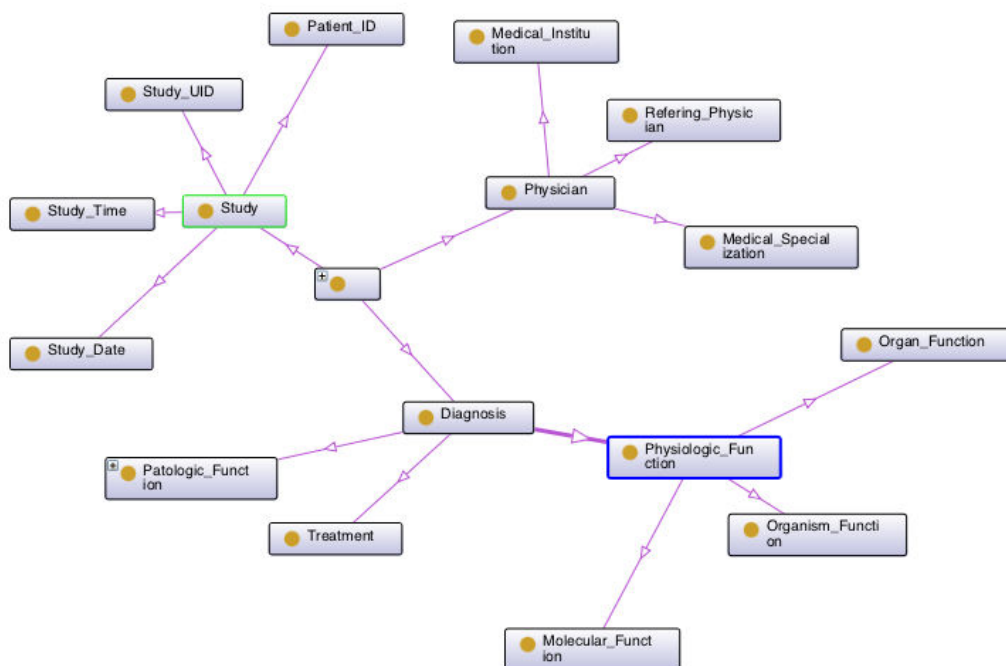 Patient_ID
Medical_Institu
tion
Study_UID
Refering_Physic
ian
Physician
Study_Time
Study
Medical_Special
ization
Study_Date
Organ_Function
Diagnosis
Physiologic_Fun
ction
Patologic_Funct
ion
Treatment
Organism_Functi
on
Molecular_Funct
ion